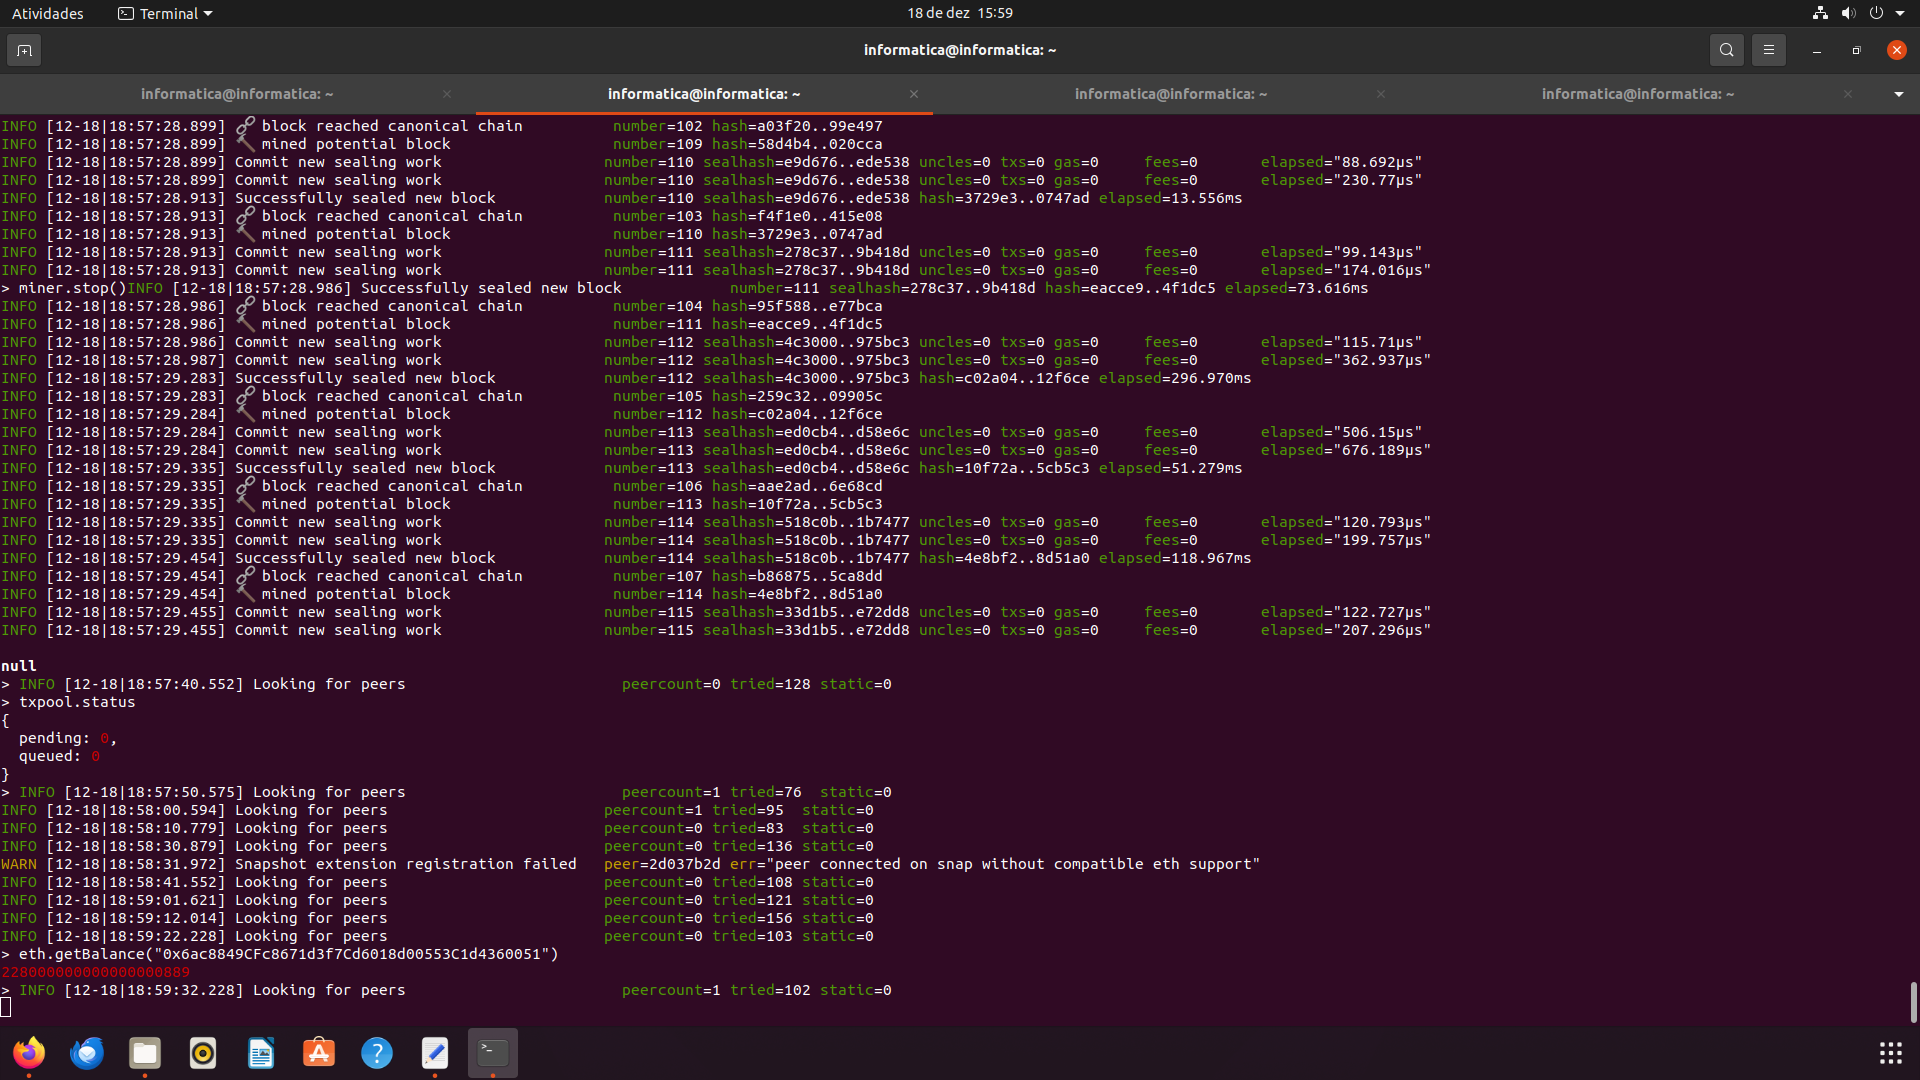 Atividades Terminal 18 de dez 15:59
informatica@informatica: ~
informatica@informatica: ~ informatica@informatica: ~ informatica@informatica: ~ informatica@informatica: ~
INFO [12-18|18:57:28.899] 🔗 block reached canonical chain number=102 hash=a03f20..99e497
INFO [12-18|18:57:28.899] 🔨 mined potential block number=109 hash=58d4b4..020cca
INFO [12-18|18:57:28.899] Commit new sealing work number=110 sealhash=e9d676..ede538 uncles=0 txs=0 gas=0 fees=0 elapsed="88.692µs"
INFO [12-18|18:57:28.899] Commit new sealing work number=110 sealhash=e9d676..ede538 uncles=0 txs=0 gas=0 fees=0 elapsed="230.77µs"
INFO [12-18|18:57:28.913] Successfully sealed new block number=110 sealhash=e9d676..ede538 hash=3729e3..0747ad elapsed=13.556ms
INFO [12-18|18:57:28.913] 🔗 block reached canonical chain number=103 hash=f4f1e0..415e08
INFO [12-18|18:57:28.913] 🔨 mined potential block number=110 hash=3729e3..0747ad
INFO [12-18|18:57:28.913] Commit new sealing work number=111 sealhash=278c37..9b418d uncles=0 txs=0 gas=0 fees=0 elapsed="99.143µs"
INFO [12-18|18:57:28.913] Commit new sealing work number=111 sealhash=278c37..9b418d uncles=0 txs=0 gas=0 fees=0 elapsed="174.016µs"
> miner.stop()INFO [12-18|18:57:28.986] Successfully sealed new block number=111 sealhash=278c37..9b418d hash=eacce9..4f1dc5 elapsed=73.616ms
INFO [12-18|18:57:28.986] 🔗 block reached canonical chain number=104 hash=95f588..e77bca
INFO [12-18|18:57:28.986] 🔨 mined potential block number=111 hash=eacce9..4f1dc5
INFO [12-18|18:57:28.986] Commit new sealing work number=112 sealhash=4c3000..975bc3 uncles=0 txs=0 gas=0 fees=0 elapsed="115.71µs"
INFO [12-18|18:57:28.987] Commit new sealing work number=112 sealhash=4c3000..975bc3 uncles=0 txs=0 gas=0 fees=0 elapsed="362.937µs"
INFO [12-18|18:57:29.283] Successfully sealed new block number=112 sealhash=4c3000..975bc3 hash=c02a04..12f6ce elapsed=296.970ms
INFO [12-18|18:57:29.283] 🔗 block reached canonical chain number=105 hash=259c32..09905c
INFO [12-18|18:57:29.284] 🔨 mined potential block number=112 hash=c02a04..12f6ce
INFO [12-18|18:57:29.284] Commit new sealing work number=113 sealhash=ed0cb4..d58e6c uncles=0 txs=0 gas=0 fees=0 elapsed="506.15µs"
INFO [12-18|18:57:29.284] Commit new sealing work number=113 sealhash=ed0cb4..d58e6c uncles=0 txs=0 gas=0 fees=0 elapsed="676.189µs"
INFO [12-18|18:57:29.335] Successfully sealed new block number=113 sealhash=ed0cb4..d58e6c hash=10f72a..5cb5c3 elapsed=51.279ms
INFO [12-18|18:57:29.335] 🔗 block reached canonical chain number=106 hash=aae2ad..6e68cd
INFO [12-18|18:57:29.335] 🔨 mined potential block number=113 hash=10f72a..5cb5c3
INFO [12-18|18:57:29.335] Commit new sealing work number=114 sealhash=518c0b..1b7477 uncles=0 txs=0 gas=0 fees=0 elapsed="120.793µs"
INFO [12-18|18:57:29.335] Commit new sealing work number=114 sealhash=518c0b..1b7477 uncles=0 txs=0 gas=0 fees=0 elapsed="199.757µs"
INFO [12-18|18:57:29.454] Successfully sealed new block number=114 sealhash=518c0b..1b7477 hash=4e8bf2..8d51a0 elapsed=118.967ms
INFO [12-18|18:57:29.454] 🔗 block reached canonical chain number=107 hash=b86875..5ca8dd
INFO [12-18|18:57:29.454] 🔨 mined potential block number=114 hash=4e8bf2..8d51a0
INFO [12-18|18:57:29.455] Commit new sealing work number=115 sealhash=33d1b5..e72dd8 uncles=0 txs=0 gas=0 fees=0 elapsed="122.727µs"
INFO [12-18|18:57:29.455] Commit new sealing work number=115 sealhash=33d1b5..e72dd8 uncles=0 txs=0 gas=0 fees=0 elapsed="207.296µs"
null
> INFO [12-18|18:57:40.552] Looking for peers peercount=0 tried=128 static=0
> txpool.status
{
pending: 0,
queued: 0
}
> INFO [12-18|18:57:50.575] Looking for peers peercount=1 tried=76 static=0
INFO [12-18|18:58:00.594] Looking for peers peercount=1 tried=95 static=0
INFO [12-18|18:58:10.779] Looking for peers peercount=0 tried=83 static=0
INFO [12-18|18:58:30.879] Looking for peers peercount=0 tried=136 static=0
WARN [12-18|18:58:31.972] Snapshot extension registration failed peer=2d037b2d err="peer connected on snap without compatible eth support"
INFO [12-18|18:58:41.552] Looking for peers peercount=0 tried=108 static=0
INFO [12-18|18:59:01.621] Looking for peers peercount=0 tried=121 static=0
INFO [12-18|18:59:12.014] Looking for peers peercount=0 tried=156 static=0
INFO [12-18|18:59:22.228] Looking for peers peercount=0 tried=103 static=0
> eth.getBalance("0x6ac8849CFc8671d3f7Cd6018d00553C1d4360051")
228000000000000000889
> INFO [12-18|18:59:32.228] Looking for peers peercount=1 tried=102 static=0